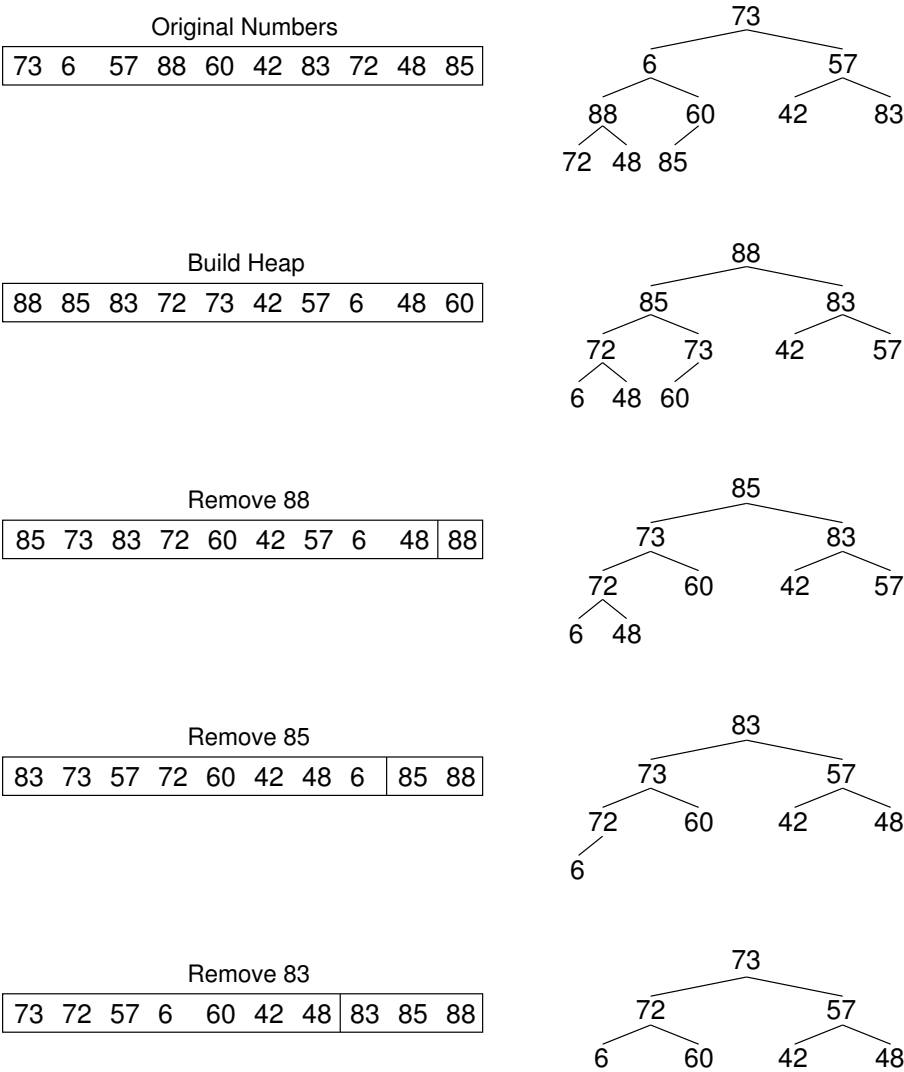 Original Numbers
73 6 57 88 60 42 83 72 48 85
73
6 57
88 60 42 83
72 48 85
Build Heap
88 85 83 72 73 42 57 6 48 60
88
85 83
72 73 42 57
6 48 60
Remove 88
85 73 83 72 60 42 57 6 48 88
85
73 83
72 60 42 57
6 48
Remove 85
83 73 57 72 60 42 48 6 85 88
83
73 57
72 60 42 48
6
Remove 83
73 72 57 6 60 42 48 83 85 88
73
72 57
6 60 42 48